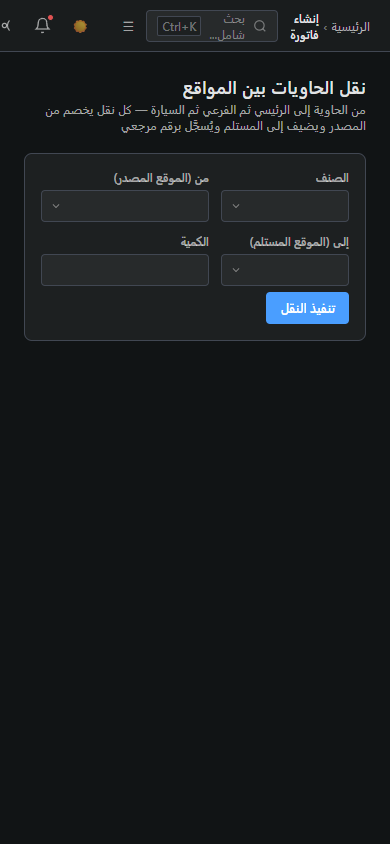 الرئيسية › إنشاء فاتورة
بحث شامل... Ctrl+K
نقل الحاويات بين المواقع
من الحاوية إلى الرئيسي ثم الفرعي ثم السيارة — كل نقل يخصم من
المصدر ويضيف إلى المستلم ويُسجَّل برقم مرجعي
الصنف
من (الموقع المصدر)
إلى (الموقع المستلم)
الكمية
تنفيذ النقل